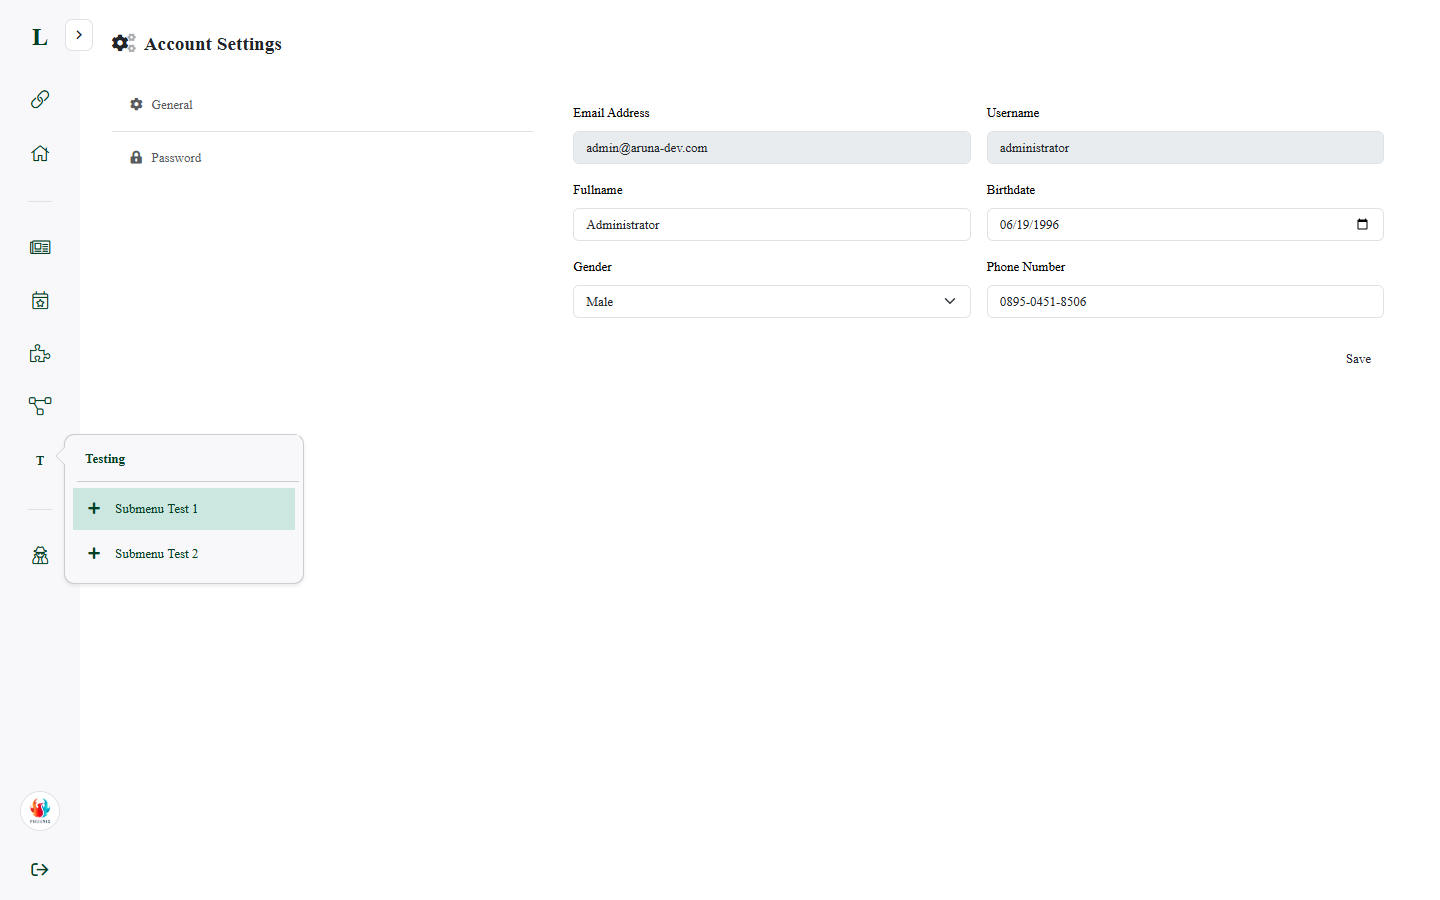 L
Account Settings
General
Password
Email Address
Username
admin@aruna-dev.com
administrator
Fullname
Birthdate
Administrator
06/19/1996
Gender
Phone Number
Male
0895-0451-8506
Save
T
Testing
Submenu Test 1
Submenu Test 2
PHOENIX